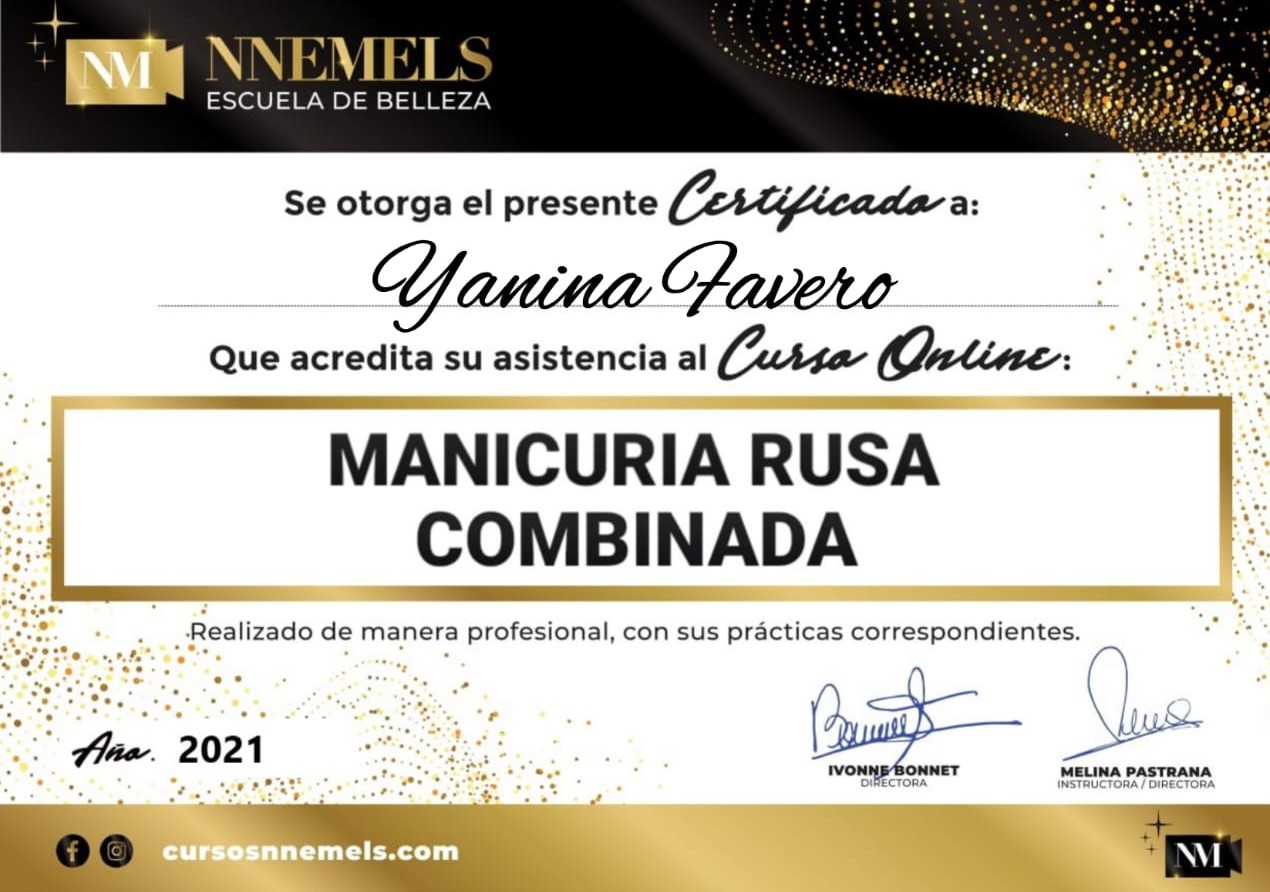 NM
NNEMELS
ESCUELA DE BELLEZA
Se otorga el presente Certificado a:
Yanina Favero
Que acredita su asistencia al Curso Online:
MANICURIA RUSA
COMBINADA
Realizado de manera profesional, con sus prácticas correspondientes.
Año. 2021
IVONNE BONNET
DIRECTORA
MELINA PASTRANA
INSTRUCTORA / DIRECTORA
cursosnnemels.com
NM